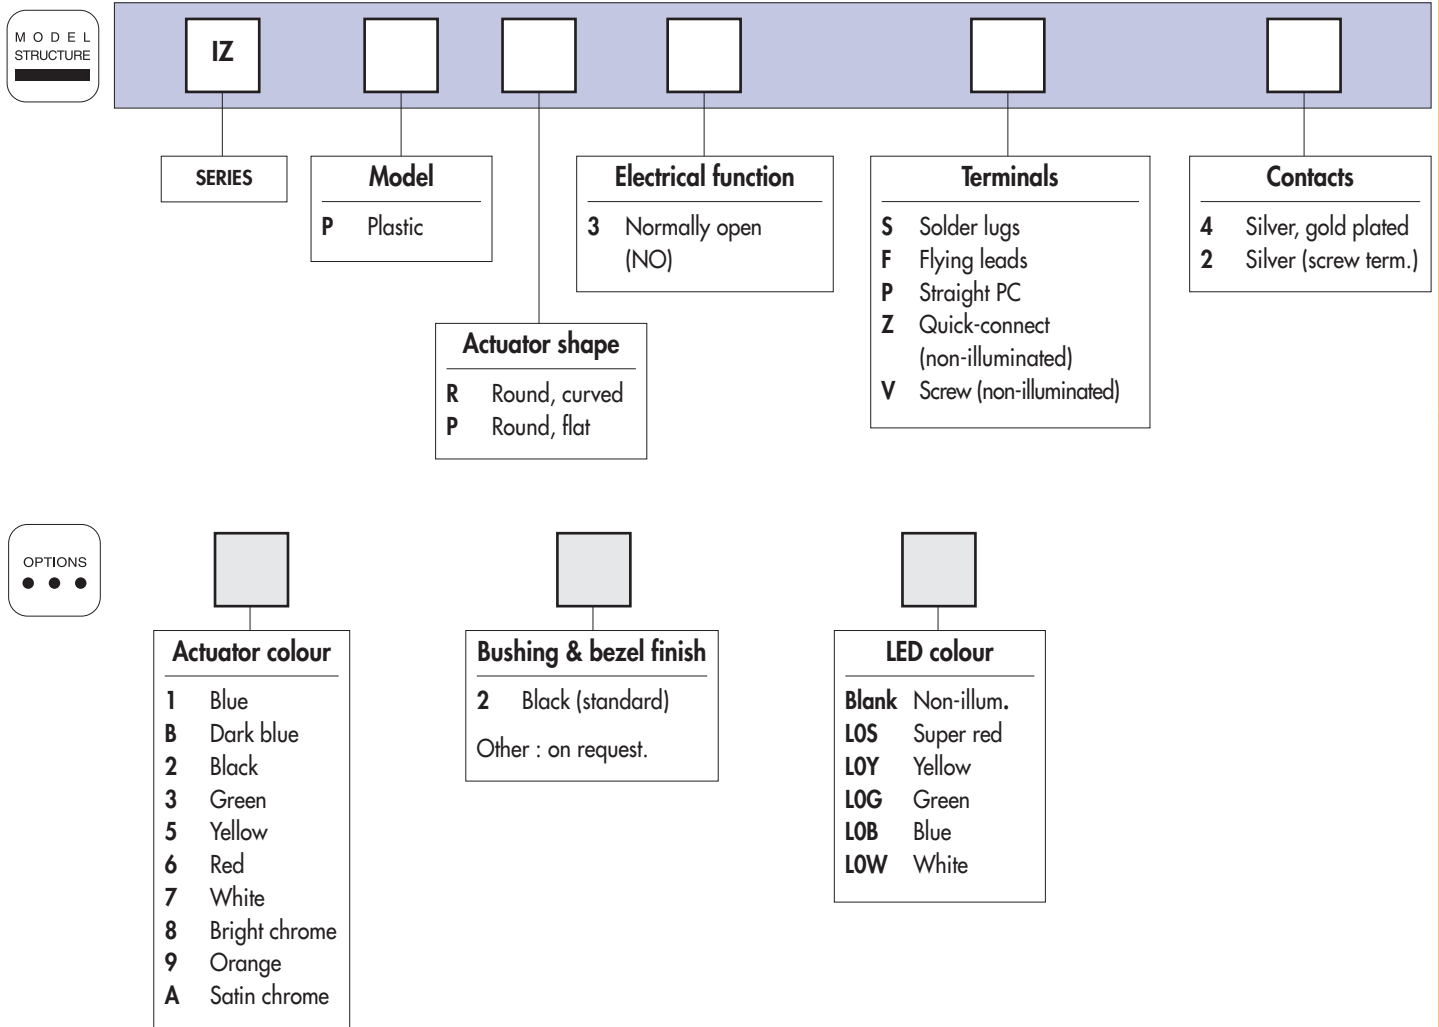 MODEL
STRUCTURE
IZ
SERIES
Model
P Plastic
Electrical function
3 Normally open
(NO)
Terminals
S Solder lugs
F Flying leads
P Straight PC
Z Quick-connect
(non-illuminated)
V Screw (non-illuminated)
Contacts
4 Silver, gold plated
2 Silver (screw term.)
Actuator shape
R Round, curved
P Round, flat
OPTIONS
Actuator colour
1 Blue
B Dark blue
2 Black
3 Green
5 Yellow
6 Red
7 White
8 Bright chrome
9 Orange
A Satin chrome
Bushing & bezel finish
2 Black (standard)
Other : on request.
LED colour
Blank Non-illum.
L0S Super red
L0Y Yellow
L0G Green
L0B Blue
L0W White